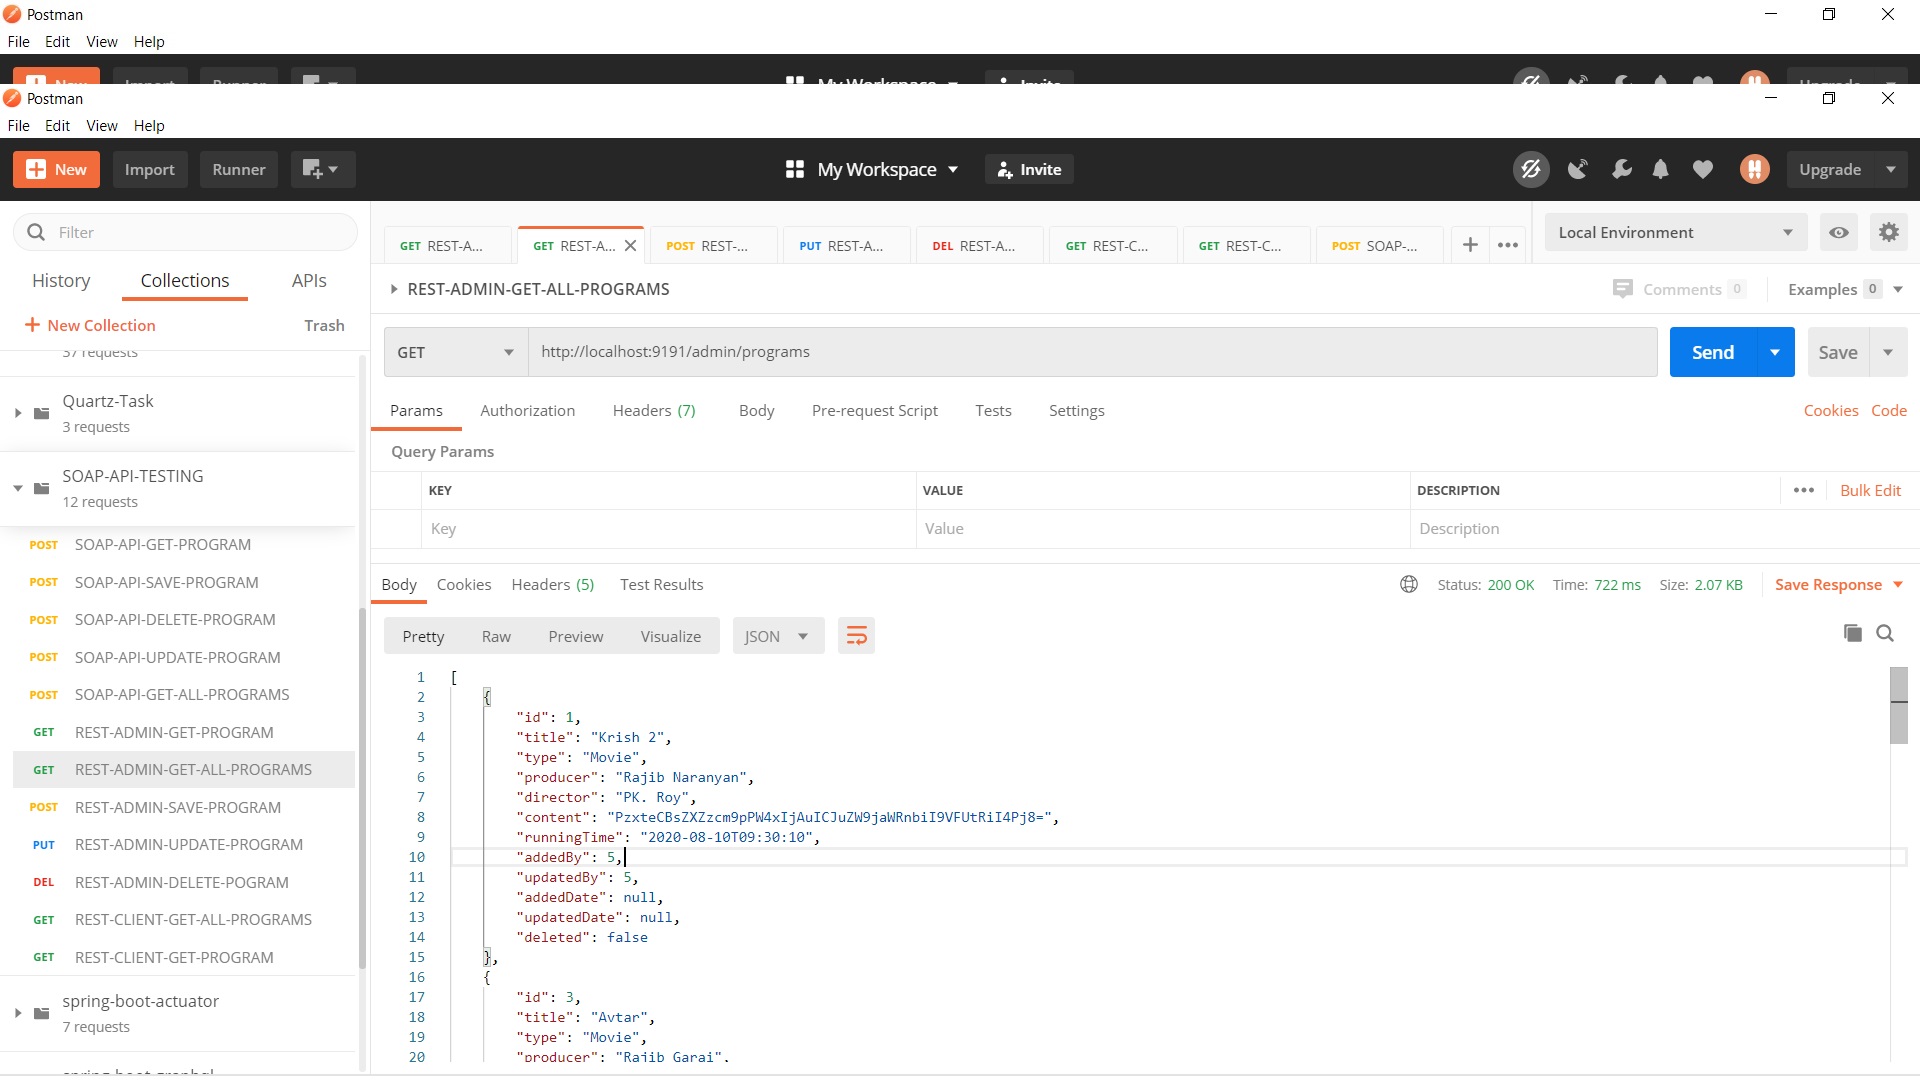 Postman
File Edit View Help
New Import Runner My Workspace Invite Upgrade
Postman
File Edit View Help
New Import Runner My Workspace Invite Upgrade
Filter
GET REST-A... GET REST-A... POST REST-... PUT REST-A... DEL REST-A... GET REST-C... GET REST-C... POST SOAP-... Local Environment
History Collections APIs
REST-ADMIN-GET-ALL-PROGRAMS Comments 0 Examples 0
New Collection Trash
37 requests
GET http://localhost:9191/admin/programs Send Save
Quartz-Task
3 requests
Params Authorization Headers (7) Body Pre-request Script Tests Settings Cookies Code
Query Params
SOAP-API-TESTING
12 requests
KEY VALUE DESCRIPTION Bulk Edit
Key Value Description
POST SOAP-API-GET-PROGRAM
POST SOAP-API-SAVE-PROGRAM
POST SOAP-API-DELETE-PROGRAM
POST SOAP-API-UPDATE-PROGRAM
POST SOAP-API-GET-ALL-PROGRAMS
GET REST-ADMIN-GET-PROGRAM
GET REST-ADMIN-GET-ALL-PROGRAMS
POST REST-ADMIN-SAVE-PROGRAM
PUT REST-ADMIN-UPDATE-PROGRAM
DEL REST-ADMIN-DELETE-POGRAM
GET REST-CLIENT-GET-ALL-PROGRAMS
GET REST-CLIENT-GET-PROGRAM
spring-boot-actuator
7 requests
Body Cookies Headers (5) Test Results Status: 200 OK Time: 722 ms Size: 2.07 KB Save Response
Pretty Raw Preview Visualize JSON
1 [
2 {
3 "id": 1,
4 "title": "Krish 2",
5 "type": "Movie",
6 "producer": "Rajib Naranyan",
7 "director": "PK. Roy",
8 "content": "PzxteCBsZXZzcm9pPW4xIjAuICJuZW9jaWRnbiI9VFUtRiI4Pj8=",
9 "runningTime": "2020-08-10T09:30:10",
10 "addedBy": 5,
11 "updatedBy": 5,
12 "addedDate": null,
13 "updatedDate": null,
14 "deleted": false
15 },
16 {
17 "id": 3,
18 "title": "Avtar",
19 "type": "Movie",
20 "producer": "Rajib Garai",